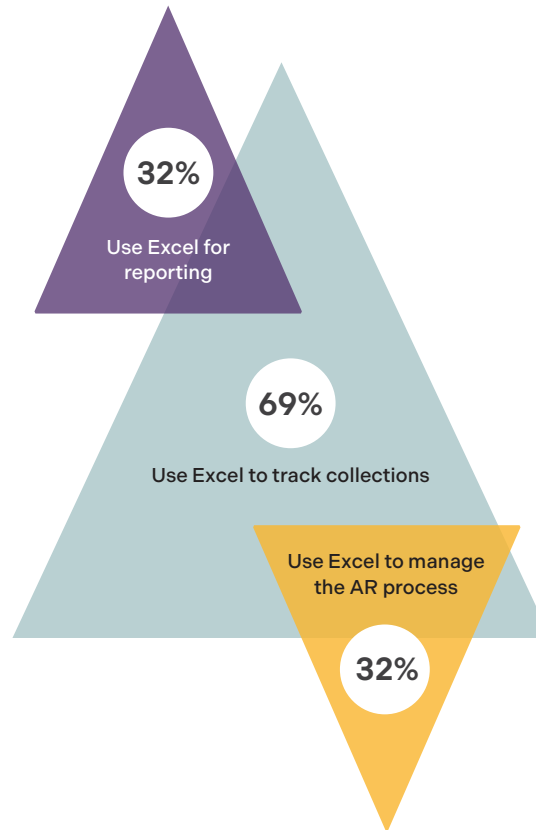 32%
Use Excel for
reporting
69%
Use Excel to track collections
Use Excel to manage
the AR process
32%